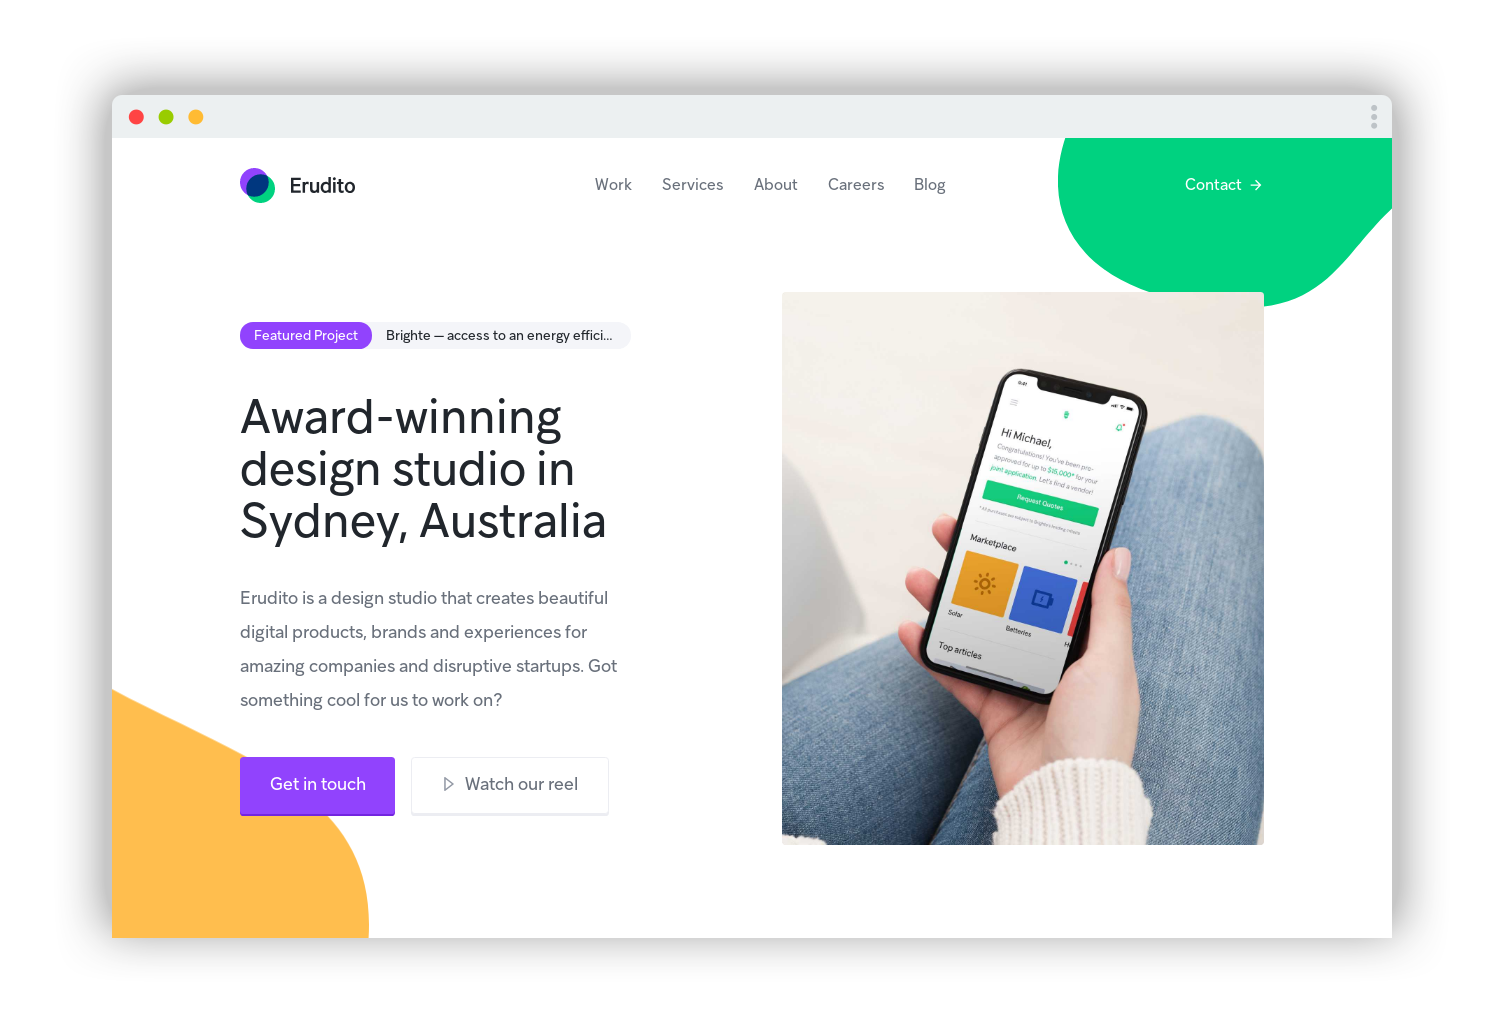 Erudito
Work Services About Careers Blog
Contact
Featured Project Brighte — access to an energy effici...
Award-winning
design studio in
Sydney, Australia
Erudito is a design studio that creates beautiful
digital products, brands and experiences for
amazing companies and disruptive startups. Got
something cool for us to work on?
Get in touch
Watch our reel
9:41
Hi Michael,
Congratulations! You've been pre-
approved for up to $15,000* for your
joint application. Let's find a vendor!
Request Quotes
Marketplace
Solar
Batteries
Top articles